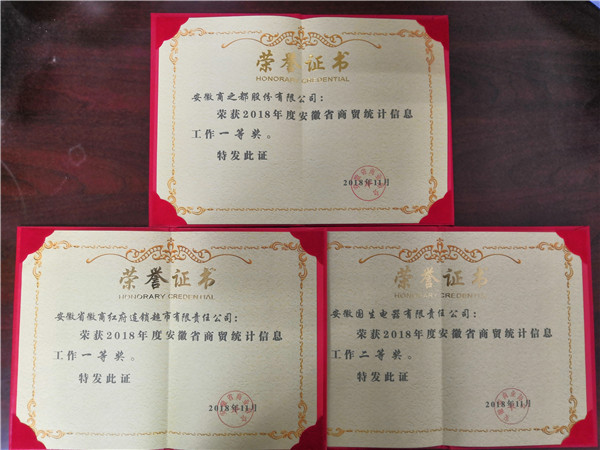 荣誉证书
HONORARY CREDENTIAL
安徽商之都股份有限公司：
荣获2018年度安徽省商贸统计信息
工作一等奖。
特发此证
2018年11月
荣誉证书
HONORARY CREDENTIAL
安徽省徽商红府连锁超市有限责任公司：
荣获2018年度安徽省商贸统计信息
工作一等奖。
特发此证
2018年11月
荣誉证书
HONORARY CREDENTIAL
安徽国生电器有限责任公司：
荣获2018年度安徽省商贸统计信息
工作二等奖。
特发此证
2018年11月